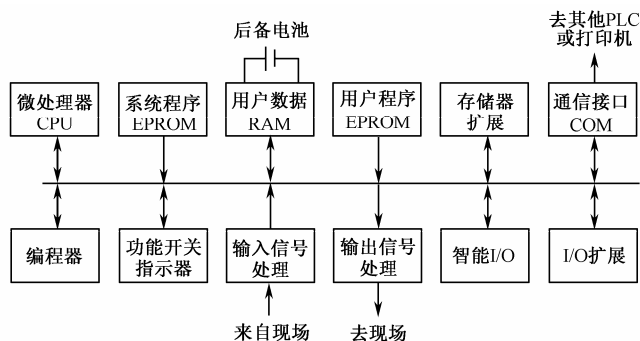 后备电池
去其他PLC
或打印机
微处理器
CPU
系统程序
EPROM
用户数据
RAM
用户程序
EPROM
存储器
扩展
通信接口
COM
编程器
功能开关
指示器
输入信号
处理
输出信号
处理
智能I/O
I/O扩展
来自现场
去现场